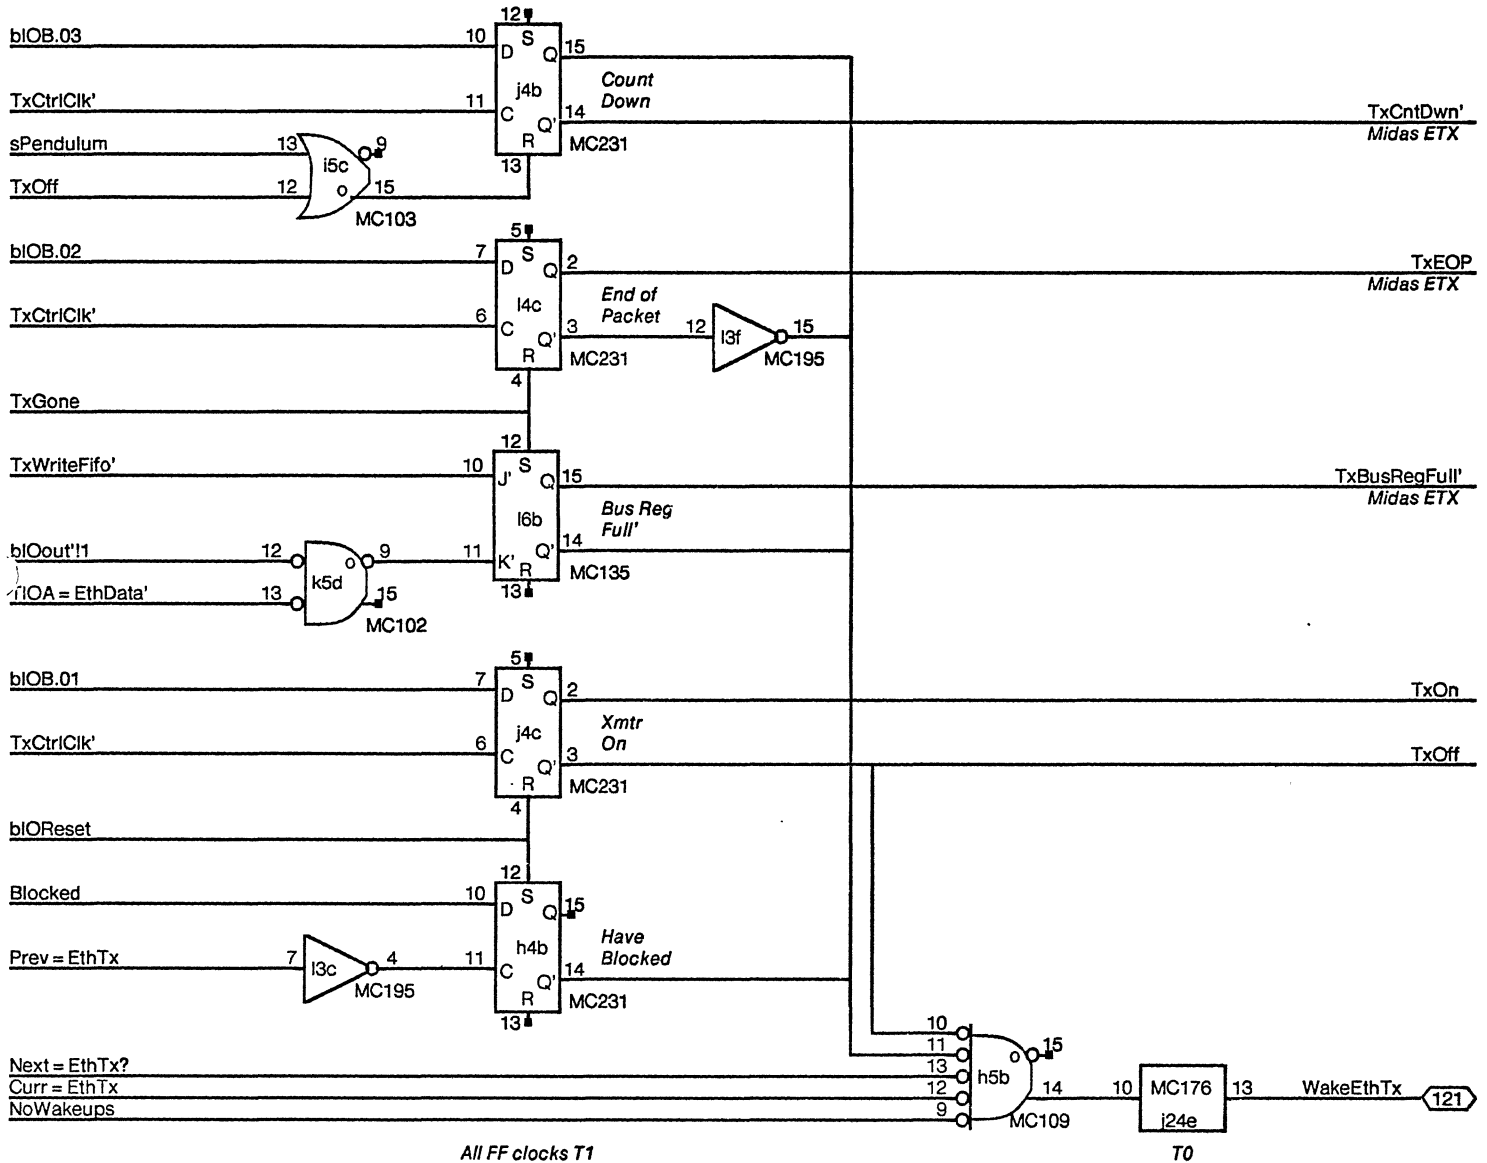 12
bIOB.03 10 D S Q 15
j4b Count Down
TxCtrlClk' 11 C Q' 14 TxCntDwn'
R MC231 Midas ETX
13
sPendulum 13 i5c 9
TxOff 12 15
MC103
5
bIOB.02 7 D S Q 2 TxEOP
Midas ETX
l4c End of Packet
TxCtrlClk' 6 C Q' 3 12 l3f 15
R MC231 MC195
4
TxGone
12
TxWriteFifo' 10 J' S Q 15 TxBusRegFull'
Midas ETX
l6b Bus Reg Full'
bIOout'!1 12 k5d 9 11 K' Q' 14
R MC135
13
IOA = EthData' 13 15
MC102
5
bIOB.01 7 D S Q 2 TxOn
j4c Xmtr On
TxCtrlClk' 6 C Q' 3 TxOff
R MC231
4
bIOReset
12
Blocked 10 D S Q 15
h4b Have Blocked
Prev = EthTx 7 l3c 4 11 C Q' 14
MC195 R MC231
13
10
11 15
Next = EthTx? 13 h5b
Curr = EthTx 12 14 10 MC176 13 WakeEthTx 121
NoWakeups 9 MC109 j24e
All FF clocks T1 T0